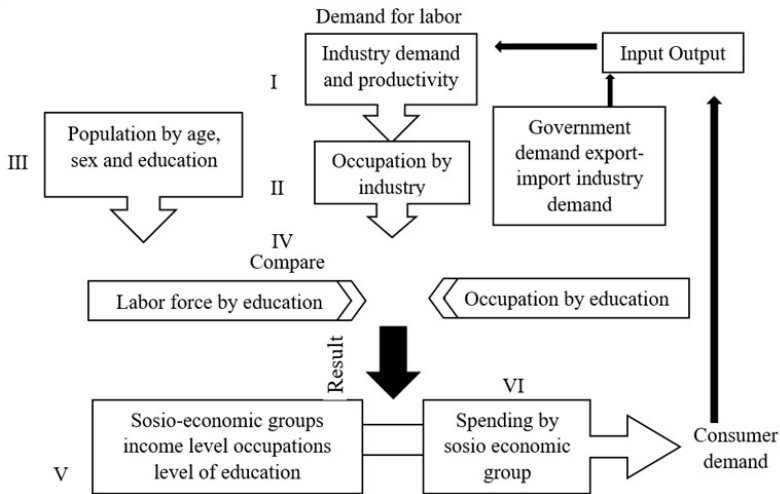 Demand for labor
I
Industry demand
and productivity
Input Output
III
Population by age,
sex and education
II
Occupation by
industry
Government
demand export-
import industry
demand
IV
Compare
Labor force by education
Occupation by education
Result
V
Sosio-economic groups
income level occupations
level of education
VI
Spending by
sosio economic
group
Consumer
demand